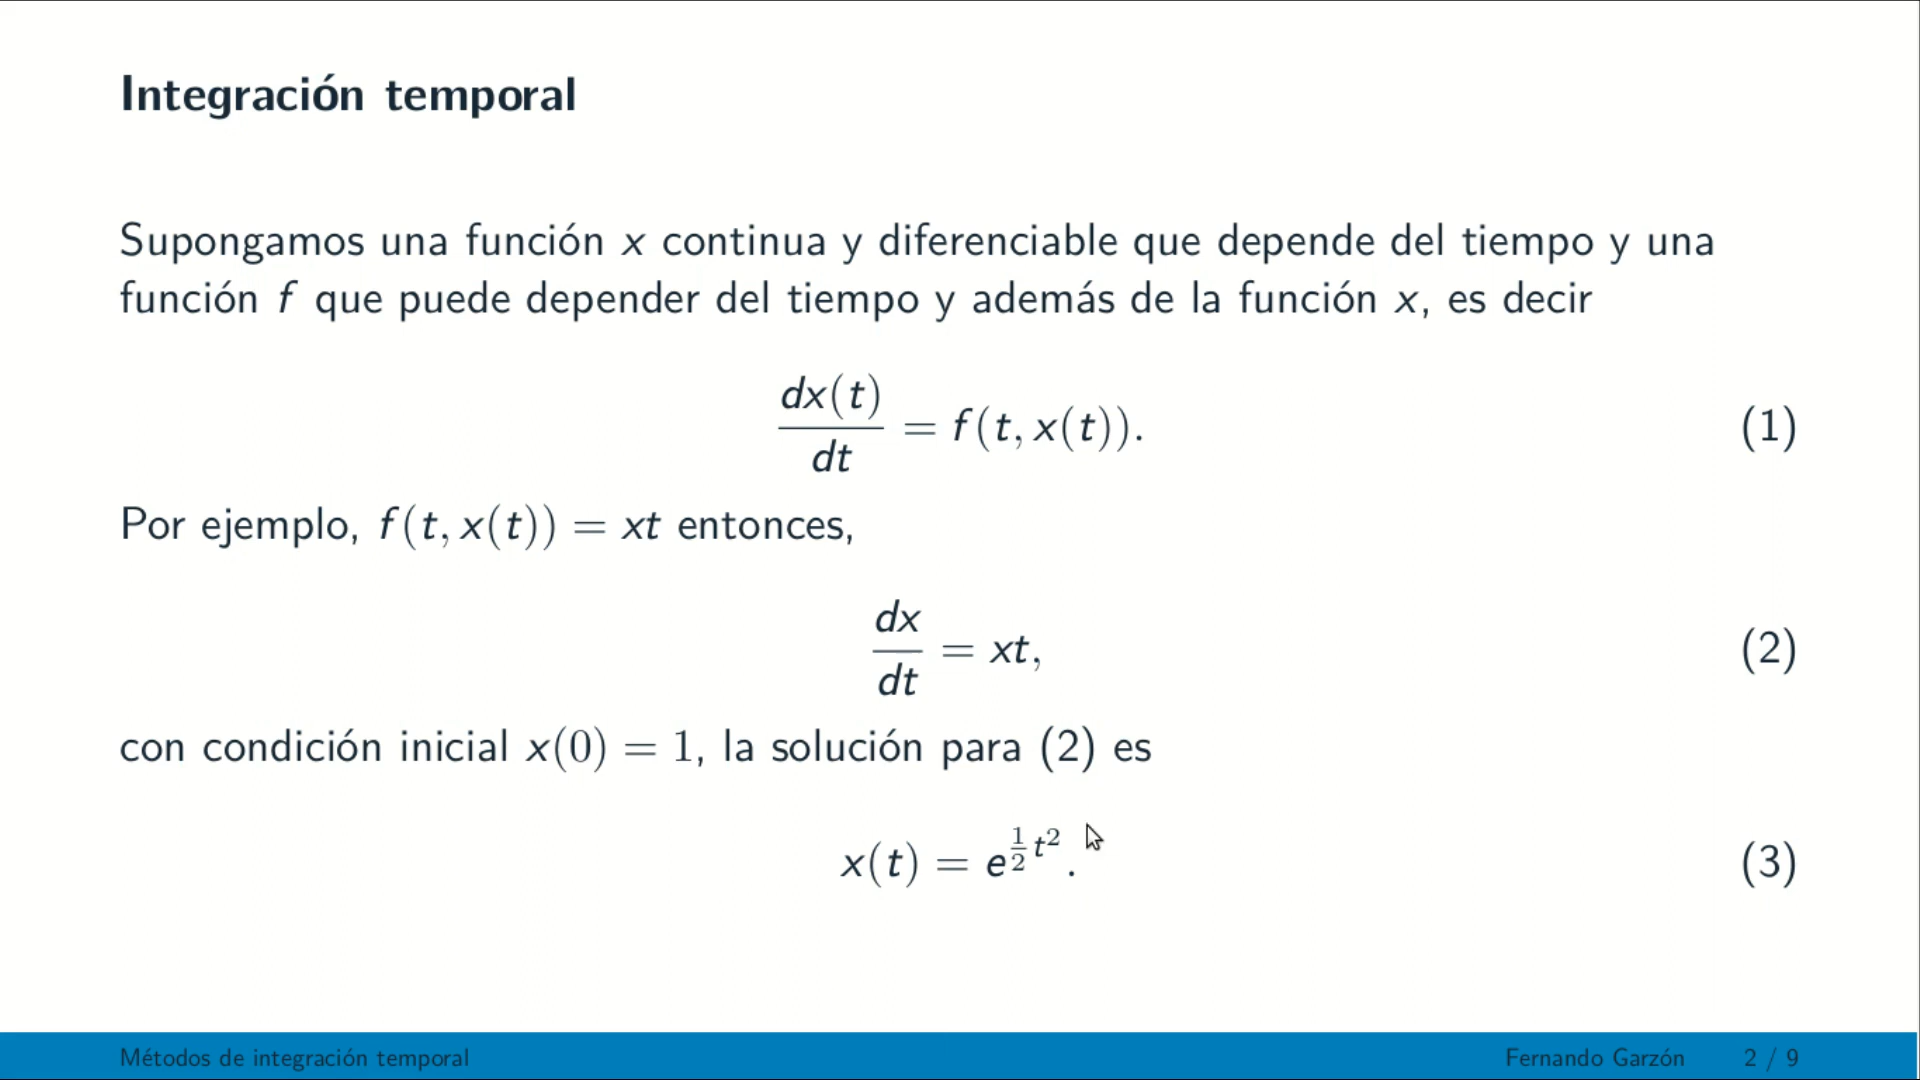 Integración temporal
Supongamos una función x continua y diferenciable que depende del tiempo y una
función f que puede depender del tiempo y además de la función x, es decir
dx(t)/dt = f(t, x(t)). (1)
Por ejemplo, f(t, x(t)) = xt entonces,
dx/dt = xt, (2)
con condición inicial x(0) = 1, la solución para (2) es
x(t) = e^{1/2 t^2}. (3)
Métodos de integración temporal Fernando Garzón 2 / 9